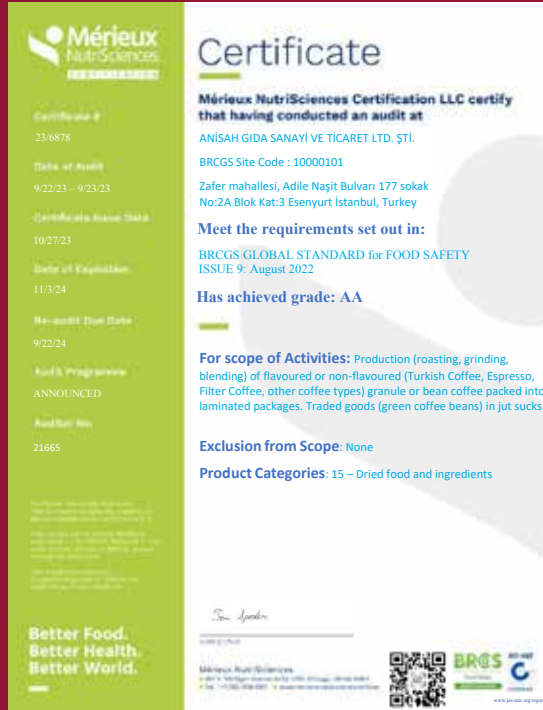 Mérieux
NutriSciences
CERTIFICATION
Certificate #
23/6878
Date of Audit
9/22/23 – 9/23/23
Certificate Issue Date
10/27/23
Date of Expiration
11/3/24
Re-audit Due Date
9/22/24
Audit Programme
ANNOUNCED
Auditor No:
21665
Better Food.
Better Health.
Better World.
Certificate
Mérieux NutriSciences Certification LLC certify
that having conducted an audit at
ANİSAH GIDA SANAYİ VE TİCARET LTD. ŞTİ.
BRCGS Site Code : 10000101
Zafer mahallesi, Adile Naşit Bulvarı 177 sokak
No:2A Blok Kat:3 Esenyurt İstanbul, Turkey
Meet the requirements set out in:
BRCGS GLOBAL STANDARD for FOOD SAFETY
ISSUE 9: August 2022
Has achieved grade: AA
For scope of Activities: Production (roasting, grinding,
blending) of flavoured or non-flavoured (Turkish Coffee, Espresso,
Filter Coffee, other coffee types) granule or bean coffee packed into
laminated packages. Traded goods (green coffee beans) in jut sucks
Exclusion from Scope: None
Product Categories: 15 – Dried food and ingredients
Mérieux NutriSciences
BRCGS